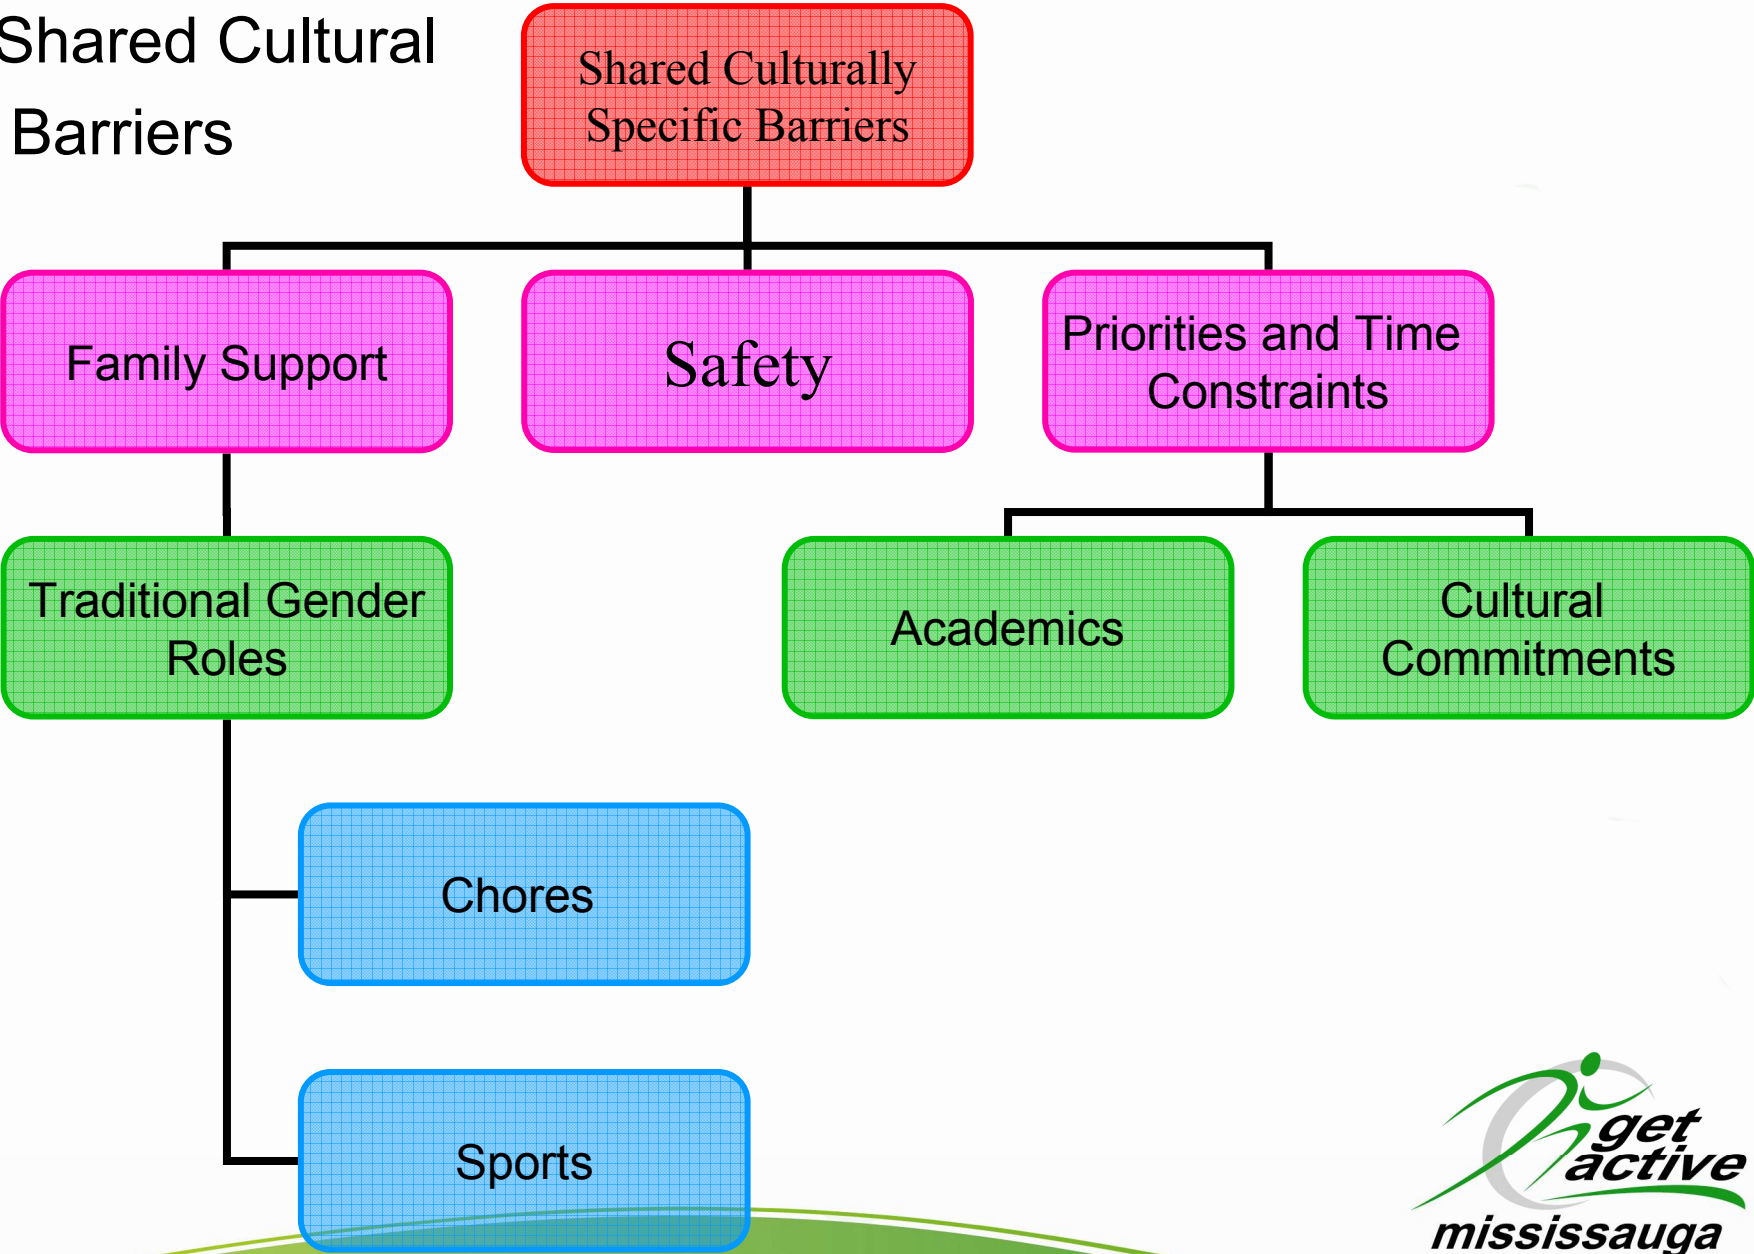 Shared Cultural
Barriers
Shared Culturally
Specific Barriers
Family Support
Safety
Priorities and Time
Constraints
Traditional Gender
Roles
Academics
Cultural
Commitments
Chores
Sports
get
active
mississauga